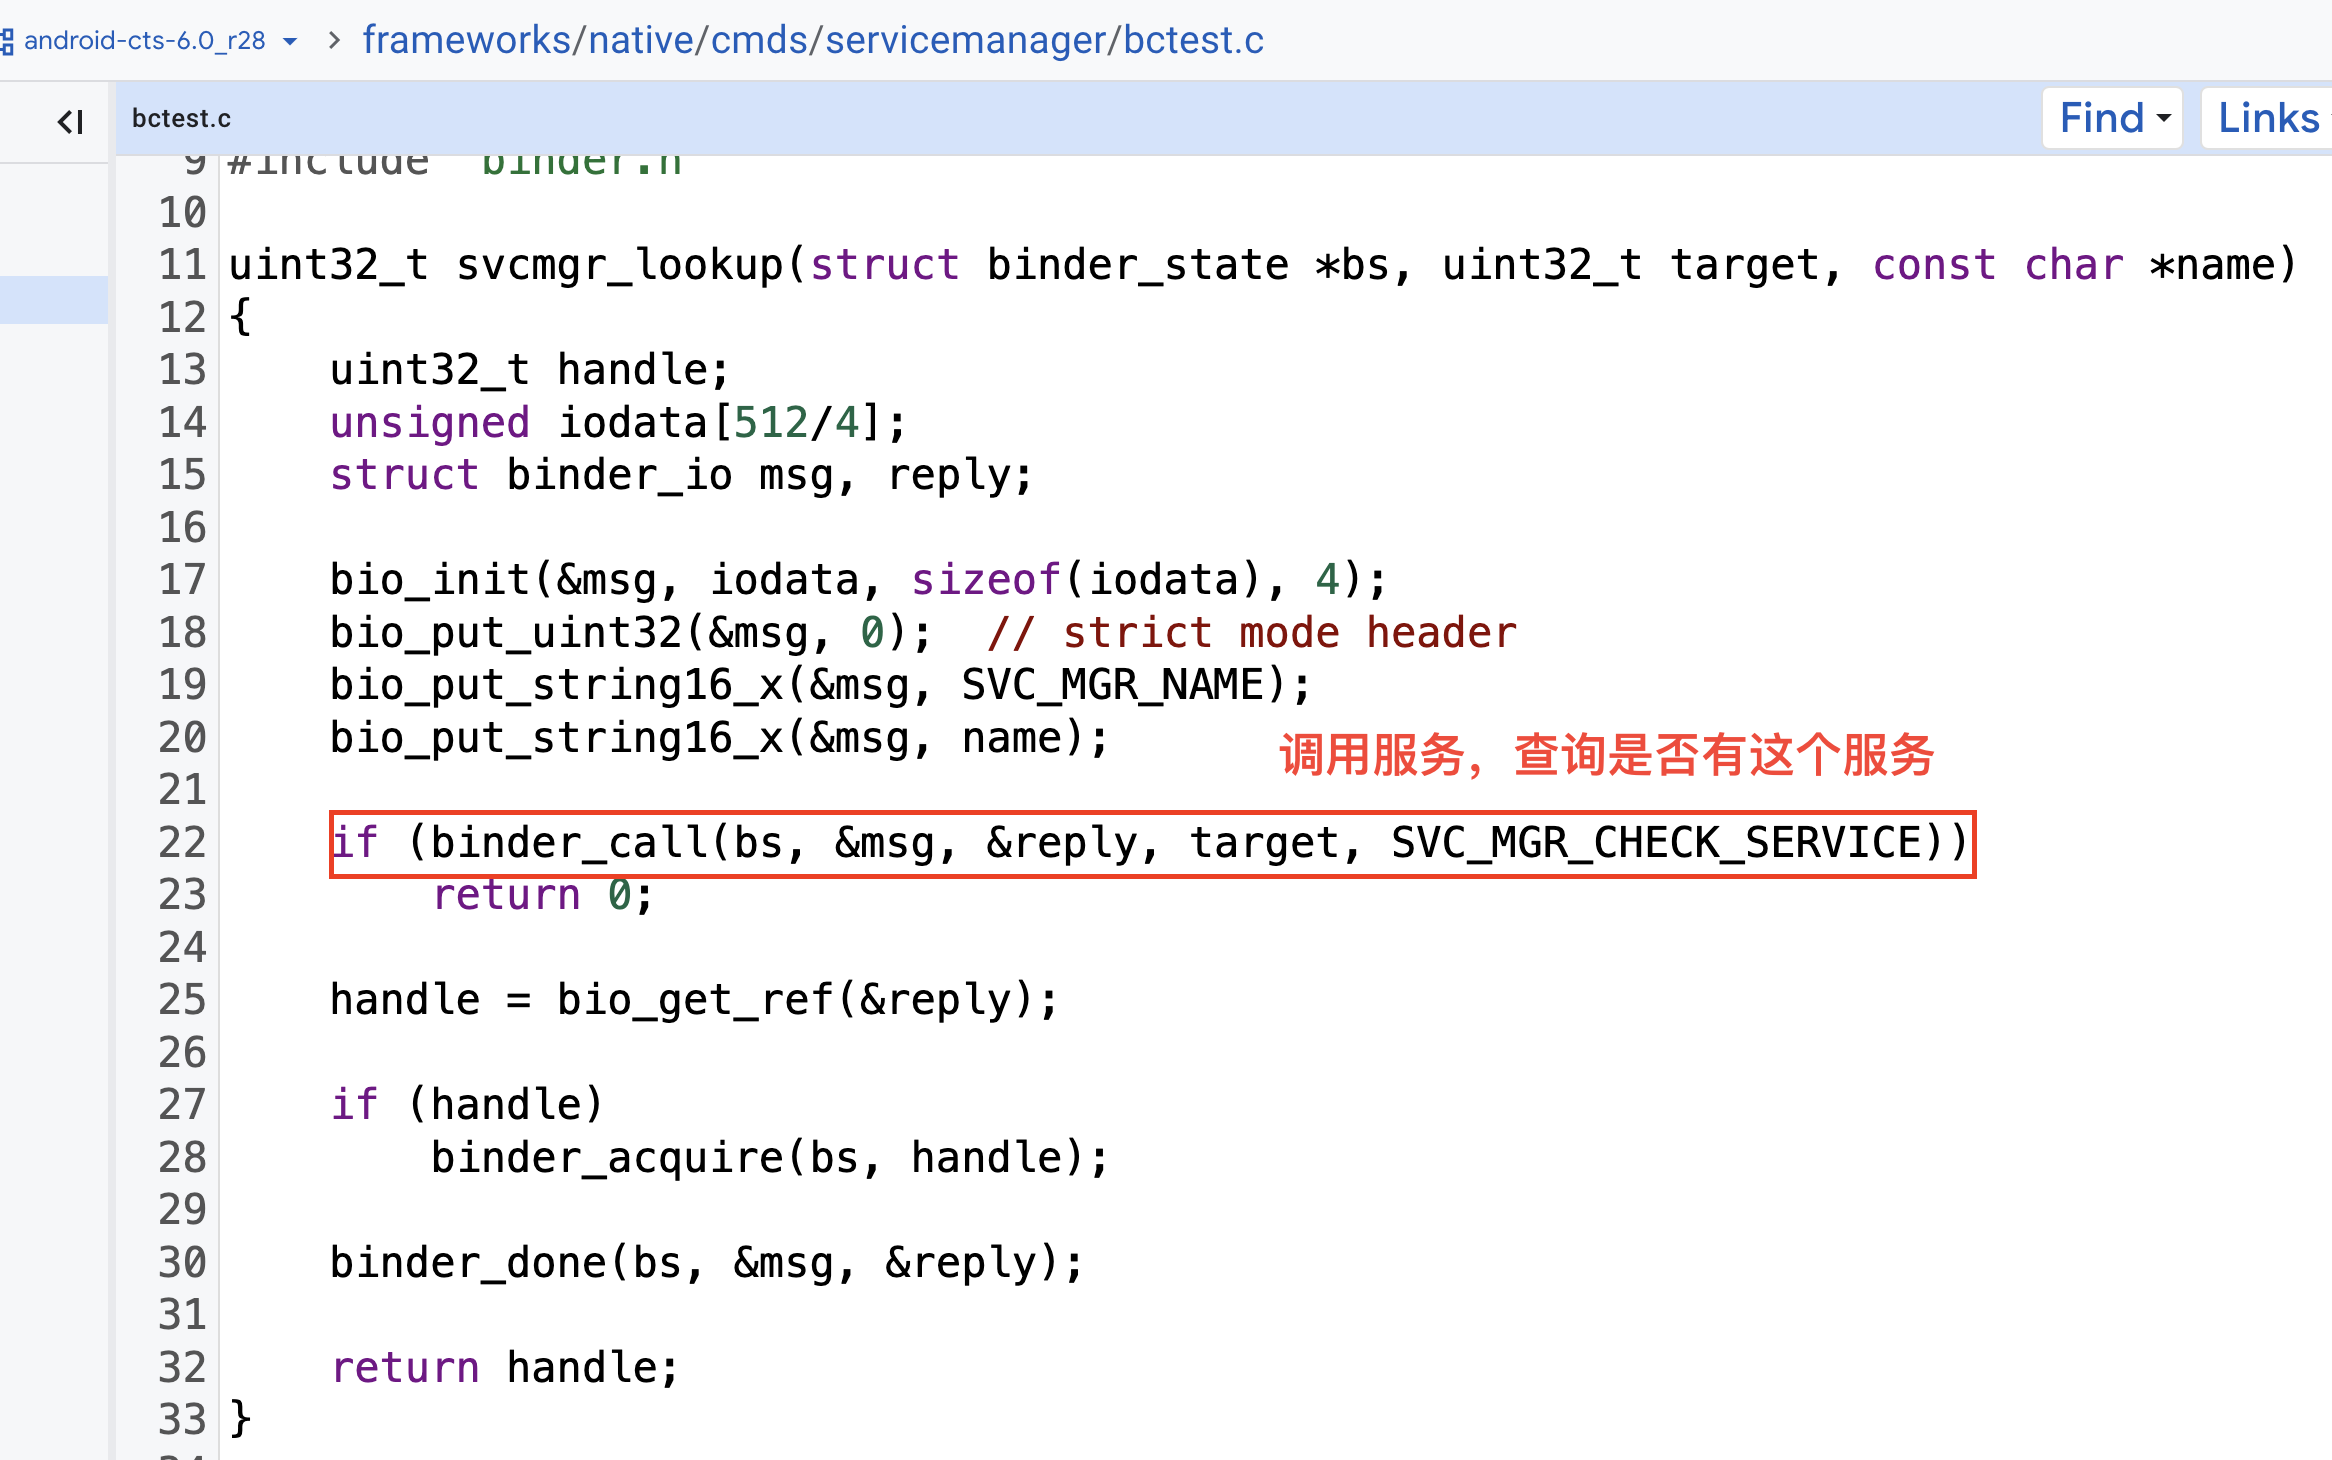 android-cts-6.0_r28 > frameworks/native/cmds/servicemanager/bctest.c
bctest.c Find Links
9 #include "binder.h
10
11 uint32_t svcmgr_lookup(struct binder_state *bs, uint32_t target, const char *name)
12 {
13 uint32_t handle;
14 unsigned iodata[512/4];
15 struct binder_io msg, reply;
16
17 bio_init(&msg, iodata, sizeof(iodata), 4);
18 bio_put_uint32(&msg, 0);  // strict mode header
19 bio_put_string16_x(&msg, SVC_MGR_NAME);
20 bio_put_string16_x(&msg, name);
调用服务，查询是否有这个服务
21
22 if (binder_call(bs, &msg, &reply, target, SVC_MGR_CHECK_SERVICE))
23 return 0;
24
25 handle = bio_get_ref(&reply);
26
27 if (handle)
28 binder_acquire(bs, handle);
29
30 binder_done(bs, &msg, &reply);
31
32 return handle;
33 }